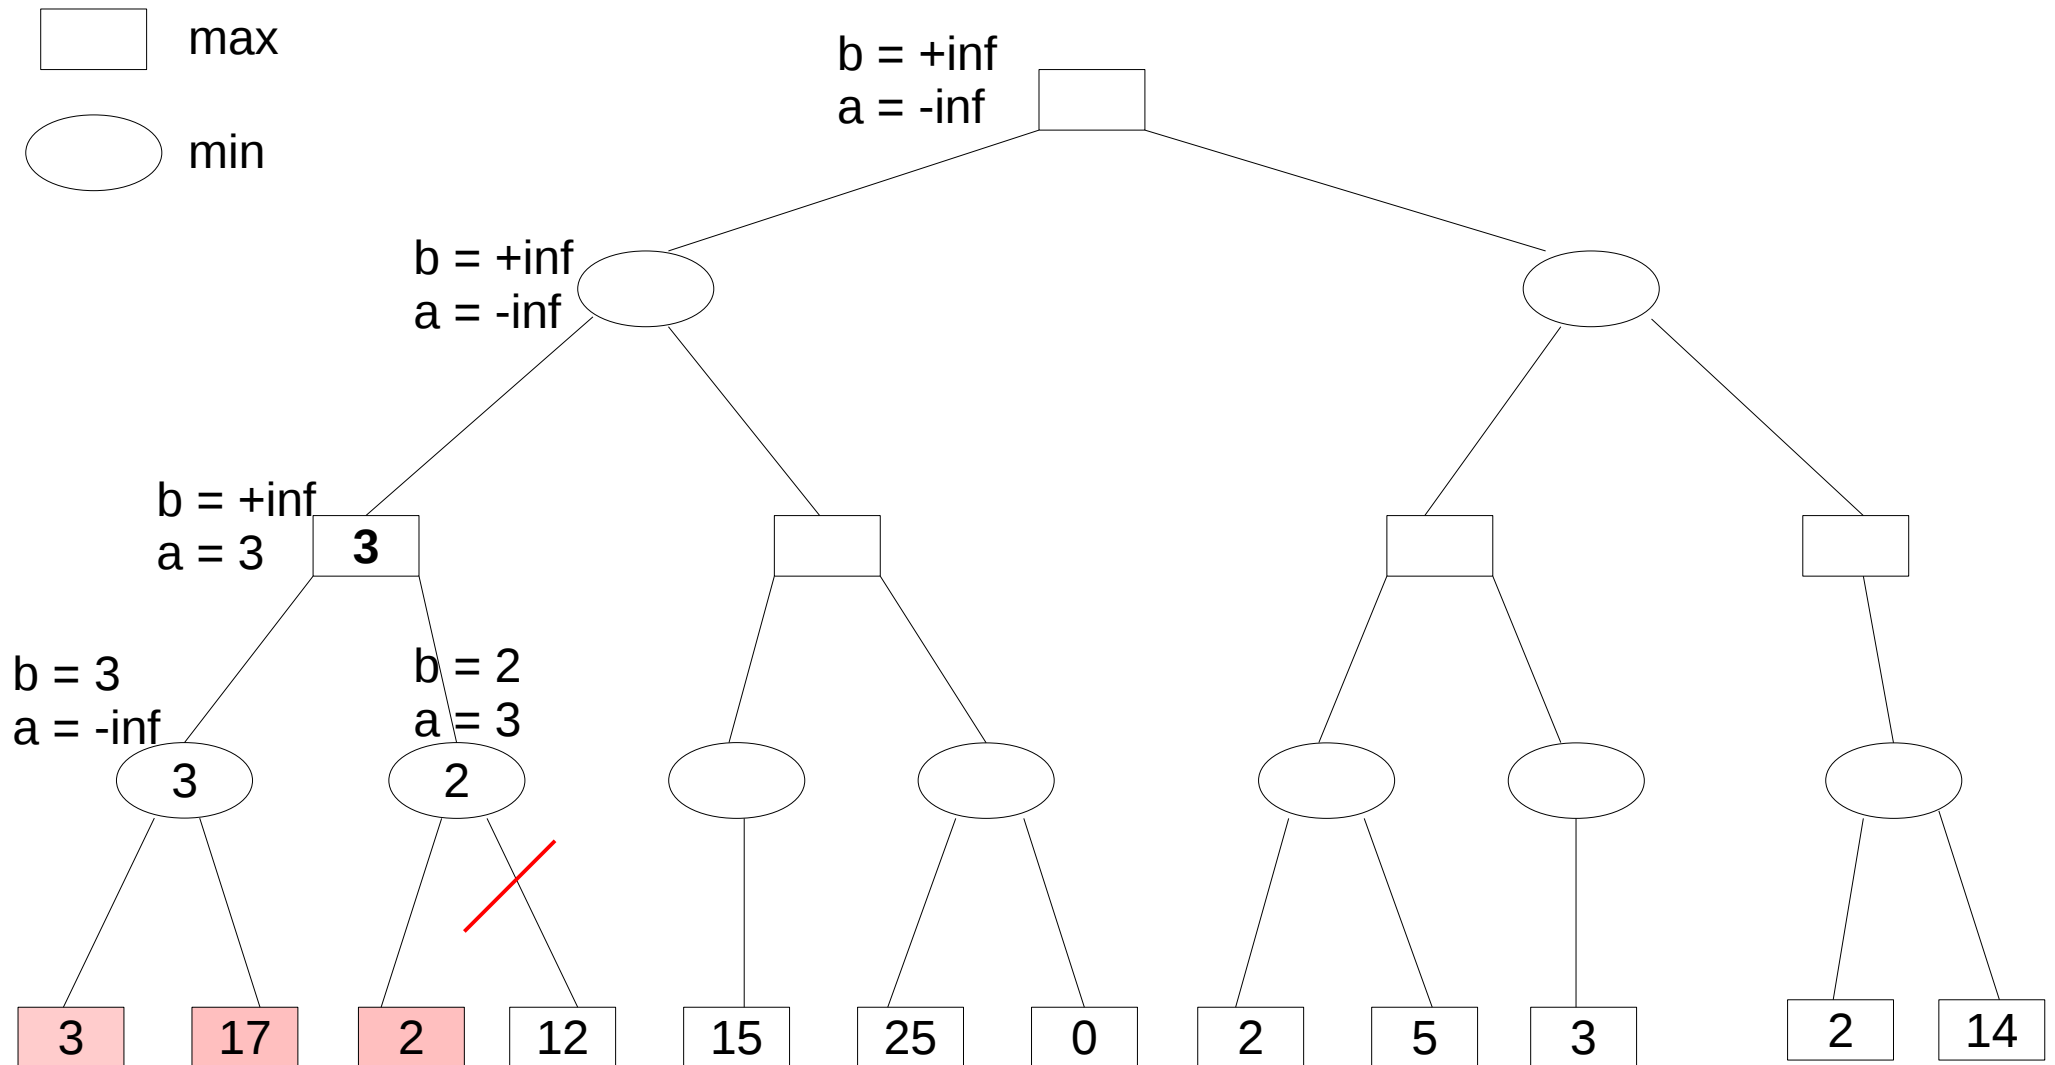 max
min
b = +inf
a = -inf
b = +inf
a = -inf
b = +inf
a = 3
3
b = 3
a = -inf
b = 2
a = 3
3
2
3
17
2
12
15
25
0
2
5
3
2
14